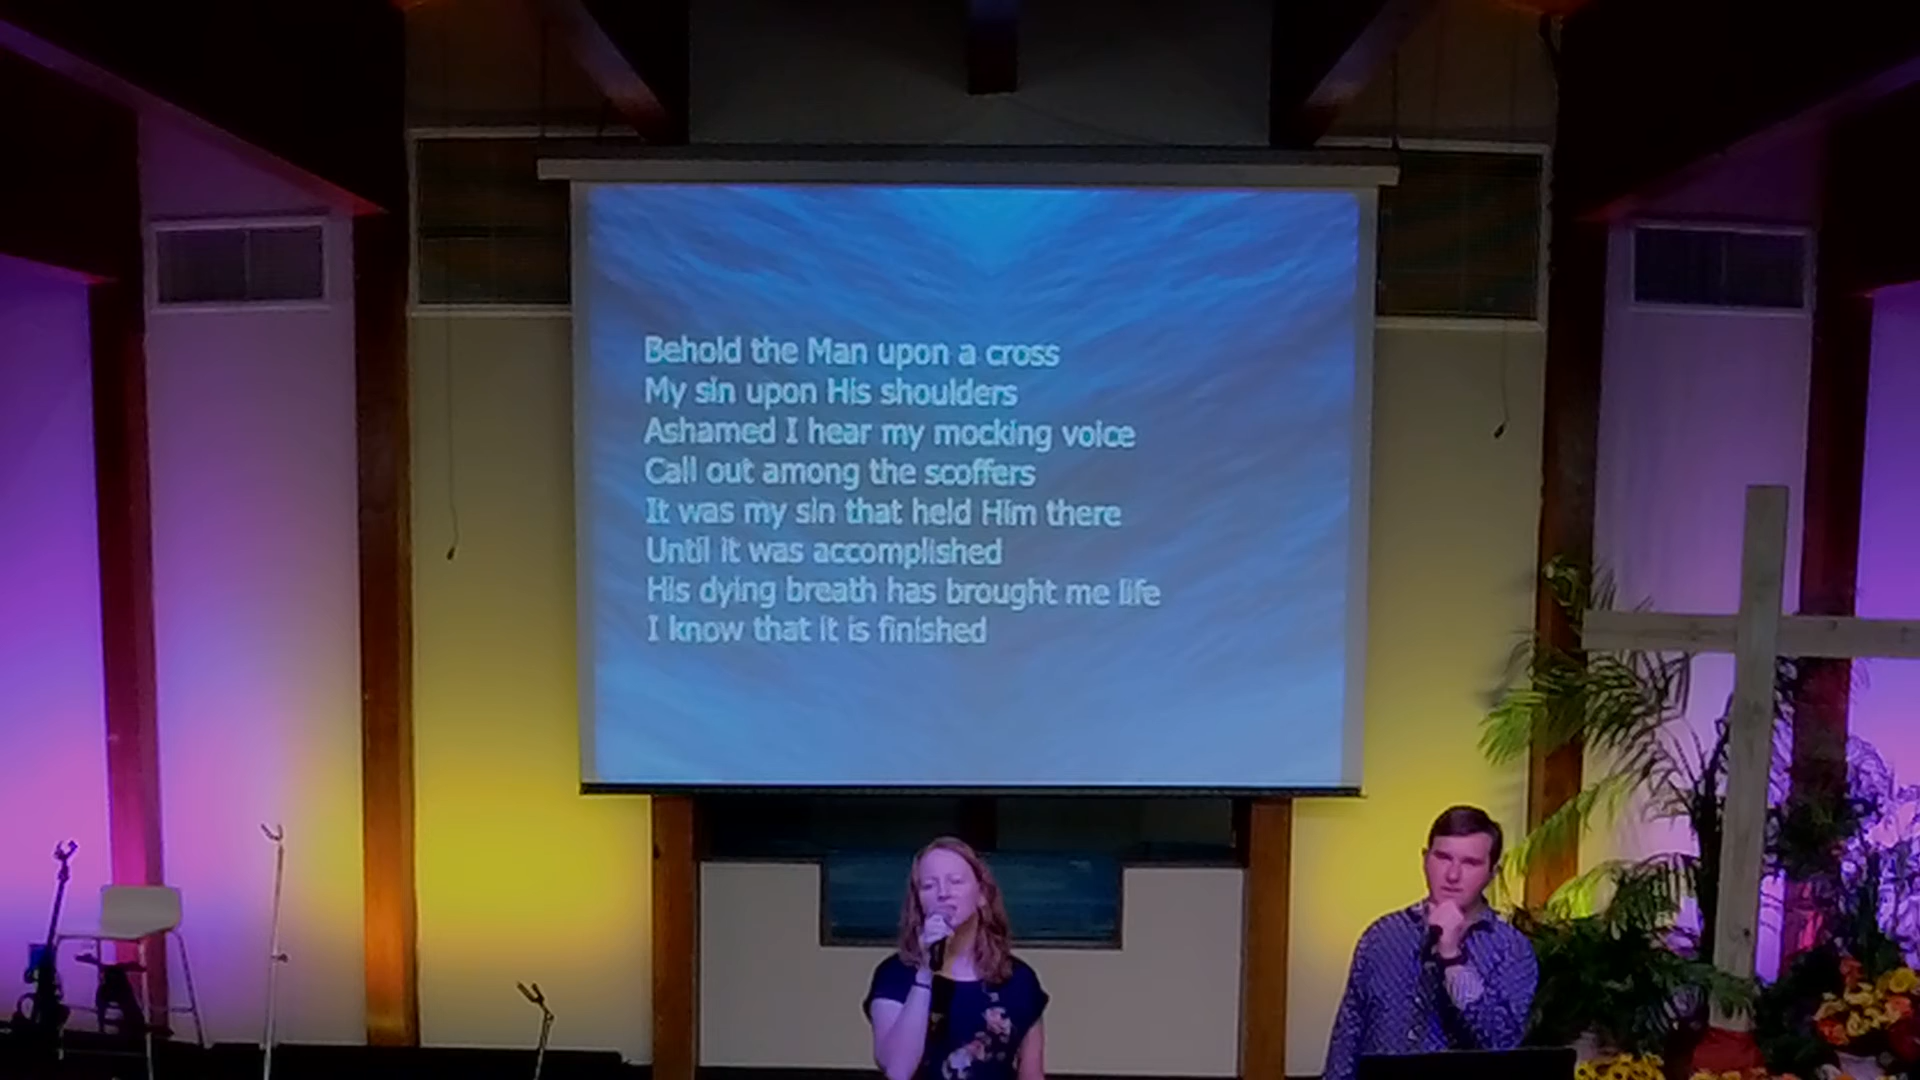 Behold the Man upon a cross
My sin upon His shoulders
Ashamed I hear my mocking voice
Call out among the scoffers
It was my sin that held Him there
Until it was accomplished
His dying breath has brought me life
I know that it is finished